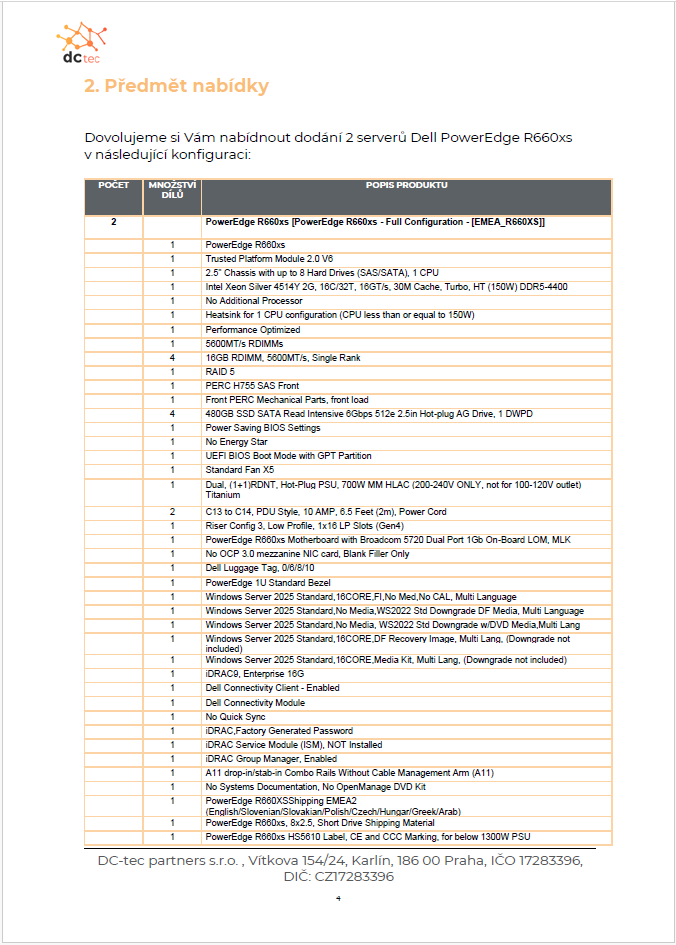 dctec
2. Předmět nabídky
Dovolujeme si Vám nabídnout dodání 2 serverů Dell PowerEdge R660xs
v následující konfiguraci:
POČET MNOŽSTVÍ DÍLŮ POPIS PRODUKTU
2 PowerEdge R660xs [PowerEdge R660xs - Full Configuration - [EMEA_R660XS]]
1 PowerEdge R660xs
1 Trusted Platform Module 2.0 V6
1 2.5" Chassis with up to 8 Hard Drives (SAS/SATA), 1 CPU
1 Intel Xeon Silver 4514Y 2G, 16C/32T, 16GT/s, 30M Cache, Turbo, HT (150W) DDR5-4400
1 No Additional Processor
1 Heatsink for 1 CPU configuration (CPU less than or equal to 150W)
1 Performance Optimized
1 5600MT/s RDIMMs
4 16GB RDIMM, 5600MT/s, Single Rank
1 RAID 5
1 PERC H755 SAS Front
1 Front PERC Mechanical Parts, front load
4 480GB SSD SATA Read Intensive 6Gbps 512e 2.5in Hot-plug AG Drive, 1 DWPD
1 Power Saving BIOS Settings
1 No Energy Star
1 UEFI BIOS Boot Mode with GPT Partition
1 Standard Fan X5
1 Dual, (1+1)RDNT, Hot-Plug PSU, 700W MM HLAC (200-240V ONLY, not for 100-120V outlet)
Titanium
2 C13 to C14, PDU Style, 10 AMP, 6.5 Feet (2m), Power Cord
1 Riser Config 3, Low Profile, 1x16 LP Slots (Gen4)
1 PowerEdge R660xs Motherboard with Broadcom 5720 Dual Port 1Gb On-Board LOM, MLK
1 No OCP 3.0 mezzanine NIC card, Blank Filler Only
1 Dell Luggage Tag, 0/6/8/10
1 PowerEdge 1U Standard Bezel
1 Windows Server 2025 Standard,16CORE,FI,No Med,No CAL, Multi Language
1 Windows Server 2025 Standard,No Media,WS2022 Std Downgrade DF Media, Multi Language
1 Windows Server 2025 Standard,No Media, WS2022 Std Downgrade w/DVD Media,Multi Lang
1 Windows Server 2025 Standard,16CORE,DF Recovery Image, Multi Lang, (Downgrade not
included)
1 Windows Server 2025 Standard,16CORE,Media Kit, Multi Lang, (Downgrade not included)
1 iDRAC9, Enterprise 16G
1 Dell Connectivity Client - Enabled
1 Dell Connectivity Module
1 No Quick Sync
1 iDRAC,Factory Generated Password
1 iDRAC Service Module (ISM), NOT Installed
1 iDRAC Group Manager, Enabled
1 A11 drop-in/stab-in Combo Rails Without Cable Management Arm (A11)
1 No Systems Documentation, No OpenManage DVD Kit
1 PowerEdge R660XSShipping EMEA2
(English/Slovenian/Slovakian/Polish/Czech/Hungar/Greek/Arab)
1 PowerEdge R660xs, 8x2.5, Short Drive Shipping Material
1 PowerEdge R660xs HS5610 Label, CE and CCC Marking, for below 1300W PSU
DC-tec partners s.r.o. , Vítkova 154/24, Karlín, 186 00 Praha, IČO 17283396,
DIČ: CZ17283396
4